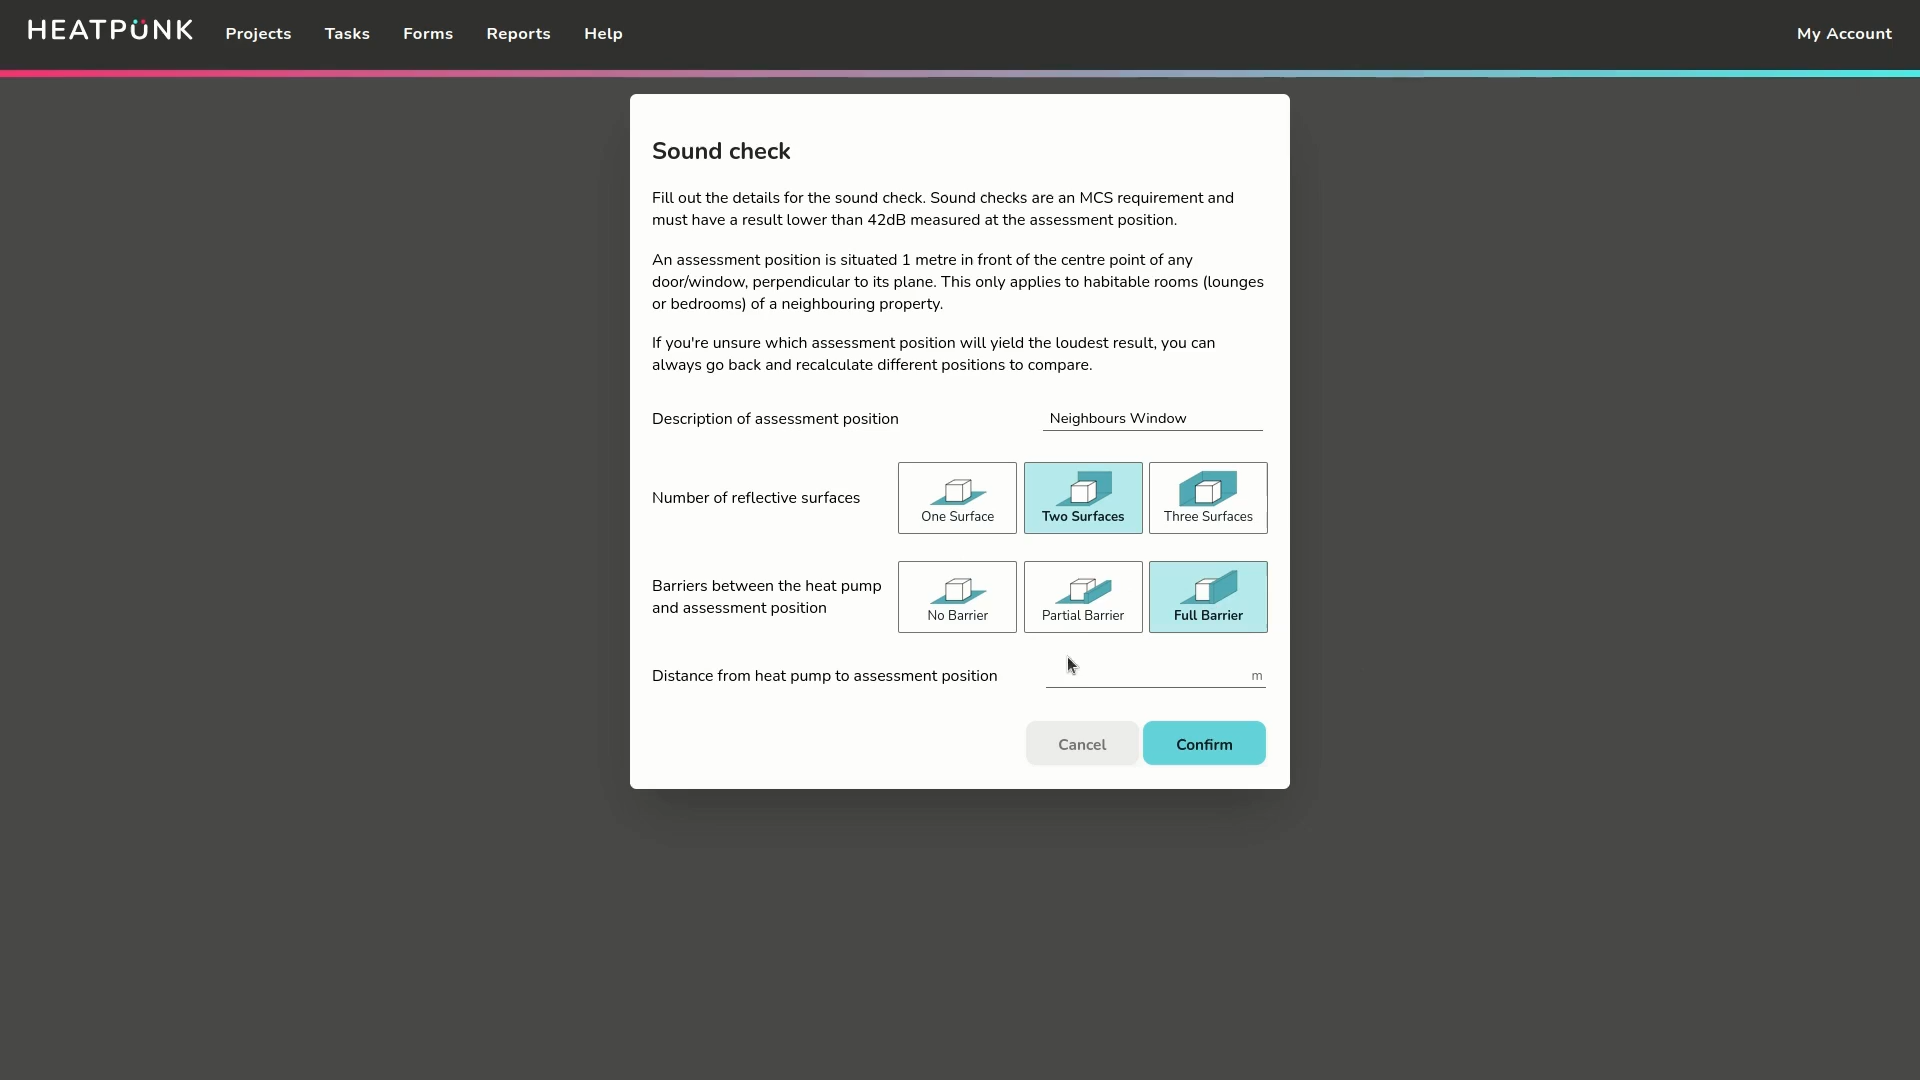 HEATPÜNK Projects Tasks Forms Reports Help My Account
Sound check
Fill out the details for the sound check. Sound checks are an MCS requirement and
must have a result lower than 42dB measured at the assessment position.
An assessment position is situated 1 metre in front of the centre point of any
door/window, perpendicular to its plane. This only applies to habitable rooms (lounges
or bedrooms) of a neighbouring property.
If you're unsure which assessment position will yield the loudest result, you can
always go back and recalculate different positions to compare.
Description of assessment position Neighbours Window
Number of reflective surfaces One Surface Two Surfaces Three Surfaces
Barriers between the heat pump
and assessment position No Barrier Partial Barrier Full Barrier
Distance from heat pump to assessment position m
Cancel Confirm